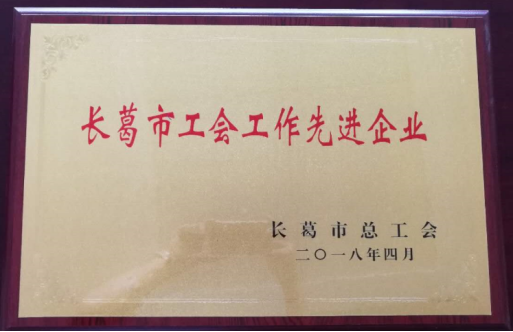 长葛市工会工作先进企业
长葛市总工会
二〇一八年四月